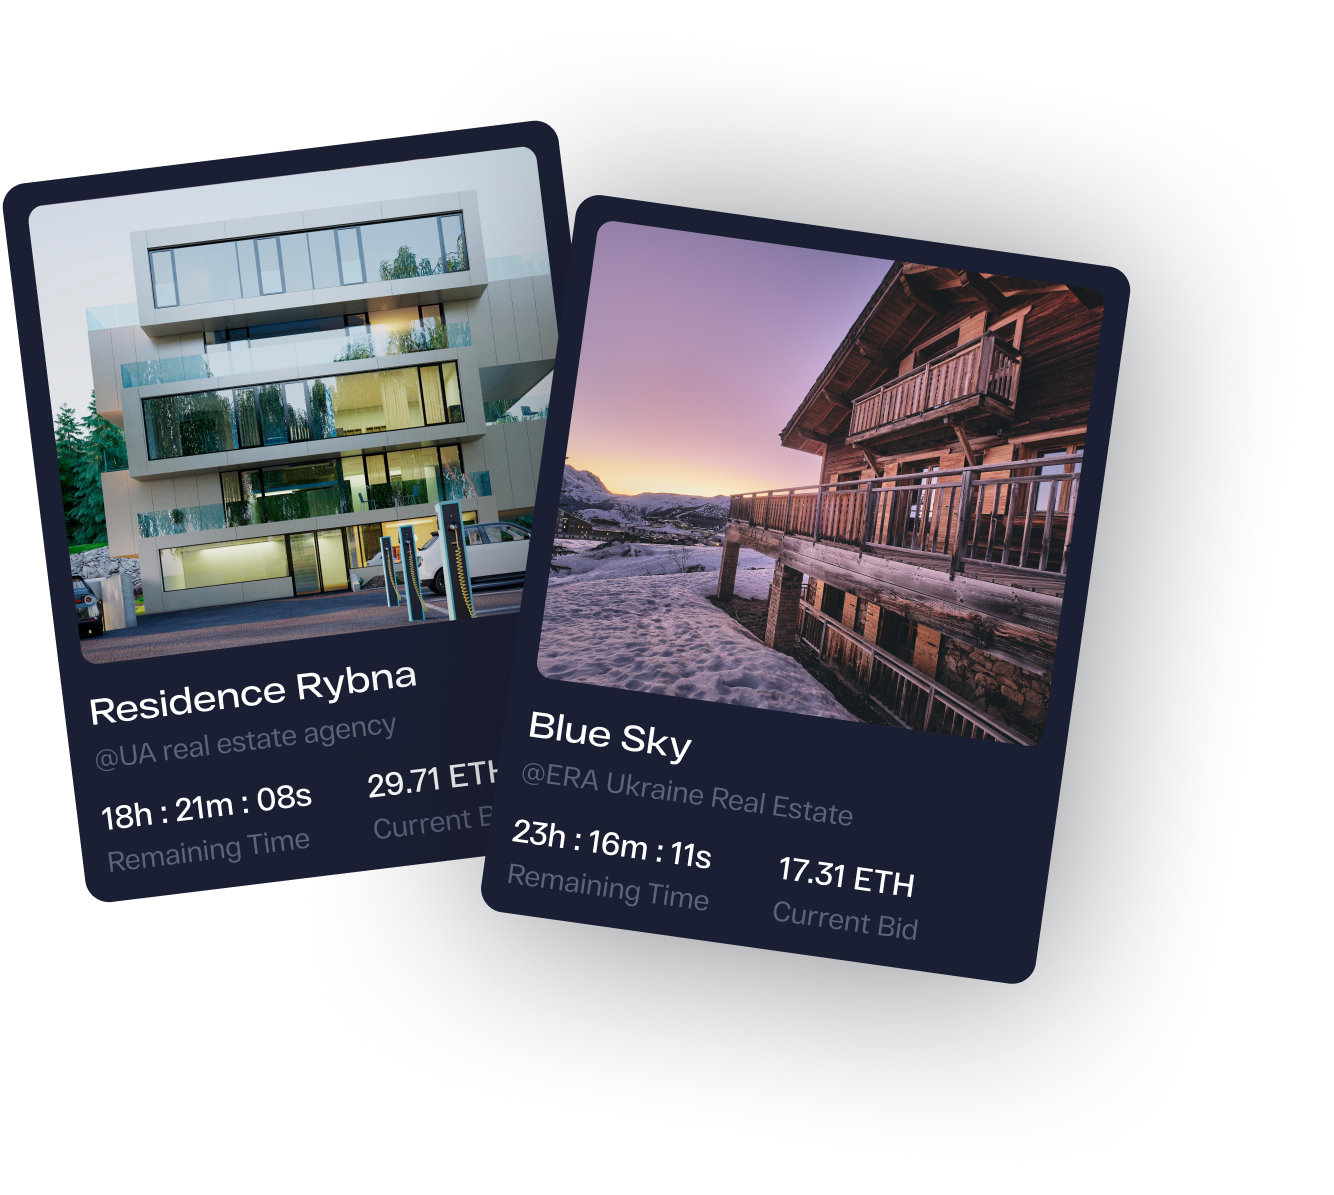 Residence Rybna
@UA real estate agency
18h : 21m : 08s
29.71
Remaining Time
Current
Blue Sky
@ERA Ukraine Real Estate
23h : 16m : 11s
17.31 ETH
Remaining Time
Current Bid